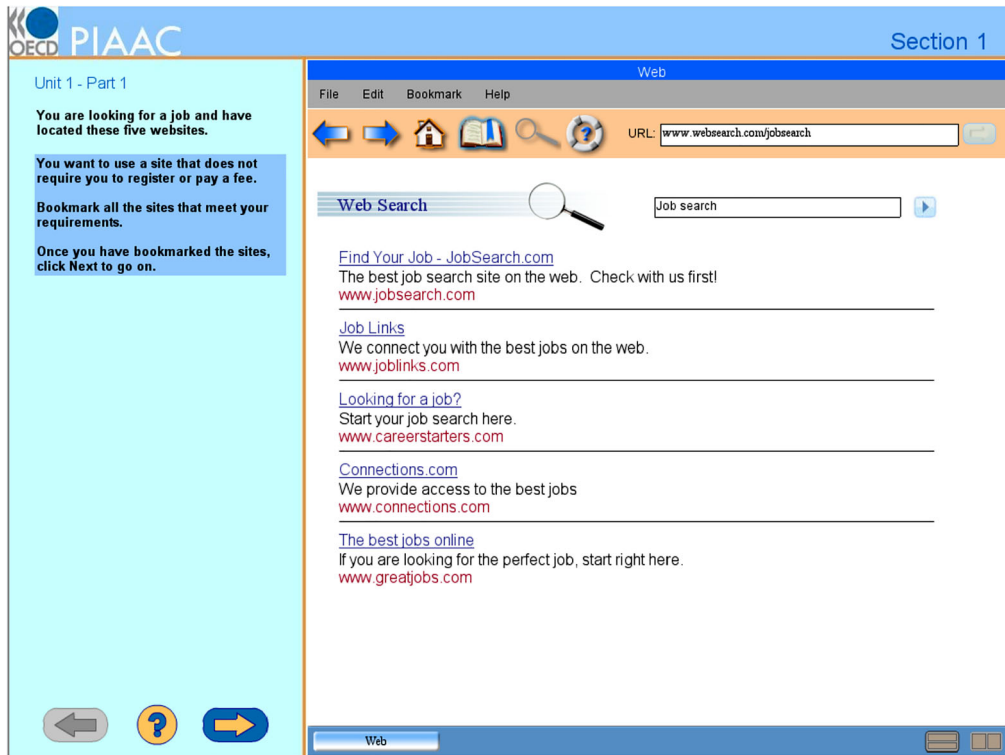 OECD PIAAC
Section 1
Unit 1 - Part 1
You are looking for a job and have
located these five websites.
You want to use a site that does not
require you to register or pay a fee.
Bookmark all the sites that meet your
requirements.
Once you have bookmarked the sites,
click Next to go on.
Web
File Edit Bookmark Help
URL: www.websearch.com/jobsearch
Web Search
Job search
Find Your Job - JobSearch.com
The best job search site on the web. Check with us first!
www.jobsearch.com
Job Links
We connect you with the best jobs on the web.
www.joblinks.com
Looking for a job?
Start your job search here.
www.careerstarters.com
Connections.com
We provide access to the best jobs
www.connections.com
The best jobs online
If you are looking for the perfect job, start right here.
www.greatjobs.com
?
Web